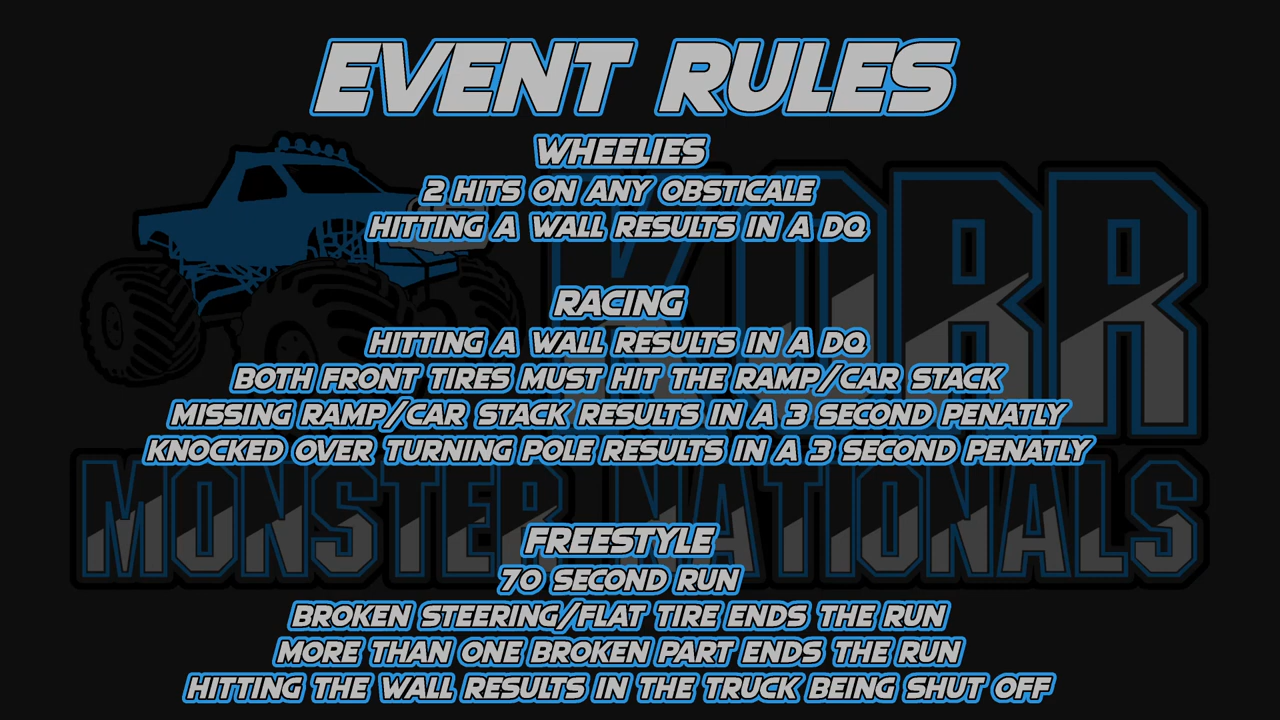 EVENT RULES
WHEELIES
2 HITS ON ANY OBSTICALE
HITTING A WALL RESULTS IN A DQ
RACING
HITTING A WALL RESULTS IN A DQ
BOTH FRONT TIRES MUST HIT THE RAMP/CAR STACK
MISSING RAMP/CAR STACK RESULTS IN A 3 SECOND PENATLY
KNOCKED OVER TURNING POLE RESULTS IN A 3 SECOND PENATLY
FREESTYLE
70 SECOND RUN
BROKEN STEERING/FLAT TIRE ENDS THE RUN
MORE THAN ONE BROKEN PART ENDS THE RUN
HITTING THE WALL RESULTS IN THE TRUCK BEING SHUT OFF
MONSTER NATIONALS